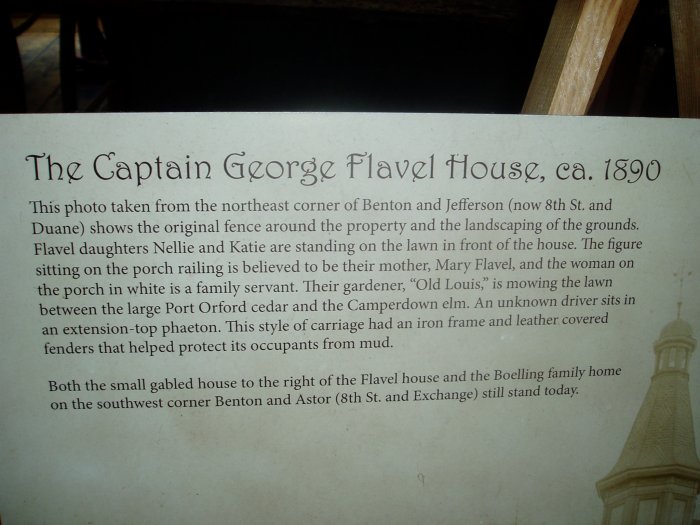 The Captain George Flavel House, ca. 1890
This photo taken from the northeast corner of Benton and Jefferson (now 8th St. and
Duane) shows the original fence around the property and the landscaping of the grounds.
Flavel daughters Nellie and Katie are standing on the lawn in front of the house. The figure
sitting on the porch railing is believed to be their mother, Mary Flavel, and the woman on
the porch in white is a family servant. Their gardener, “Old Louis,” is mowing the lawn
between the large Port Orford cedar and the Camperdown elm. An unknown driver sits in
an extension-top phaeton. This style of carriage had an iron frame and leather covered
fenders that helped protect its occupants from mud.
Both the small gabled house to the right of the Flavel house and the Boelling family home
on the southwest corner Benton and Astor (8th St. and Exchange) still stand today.